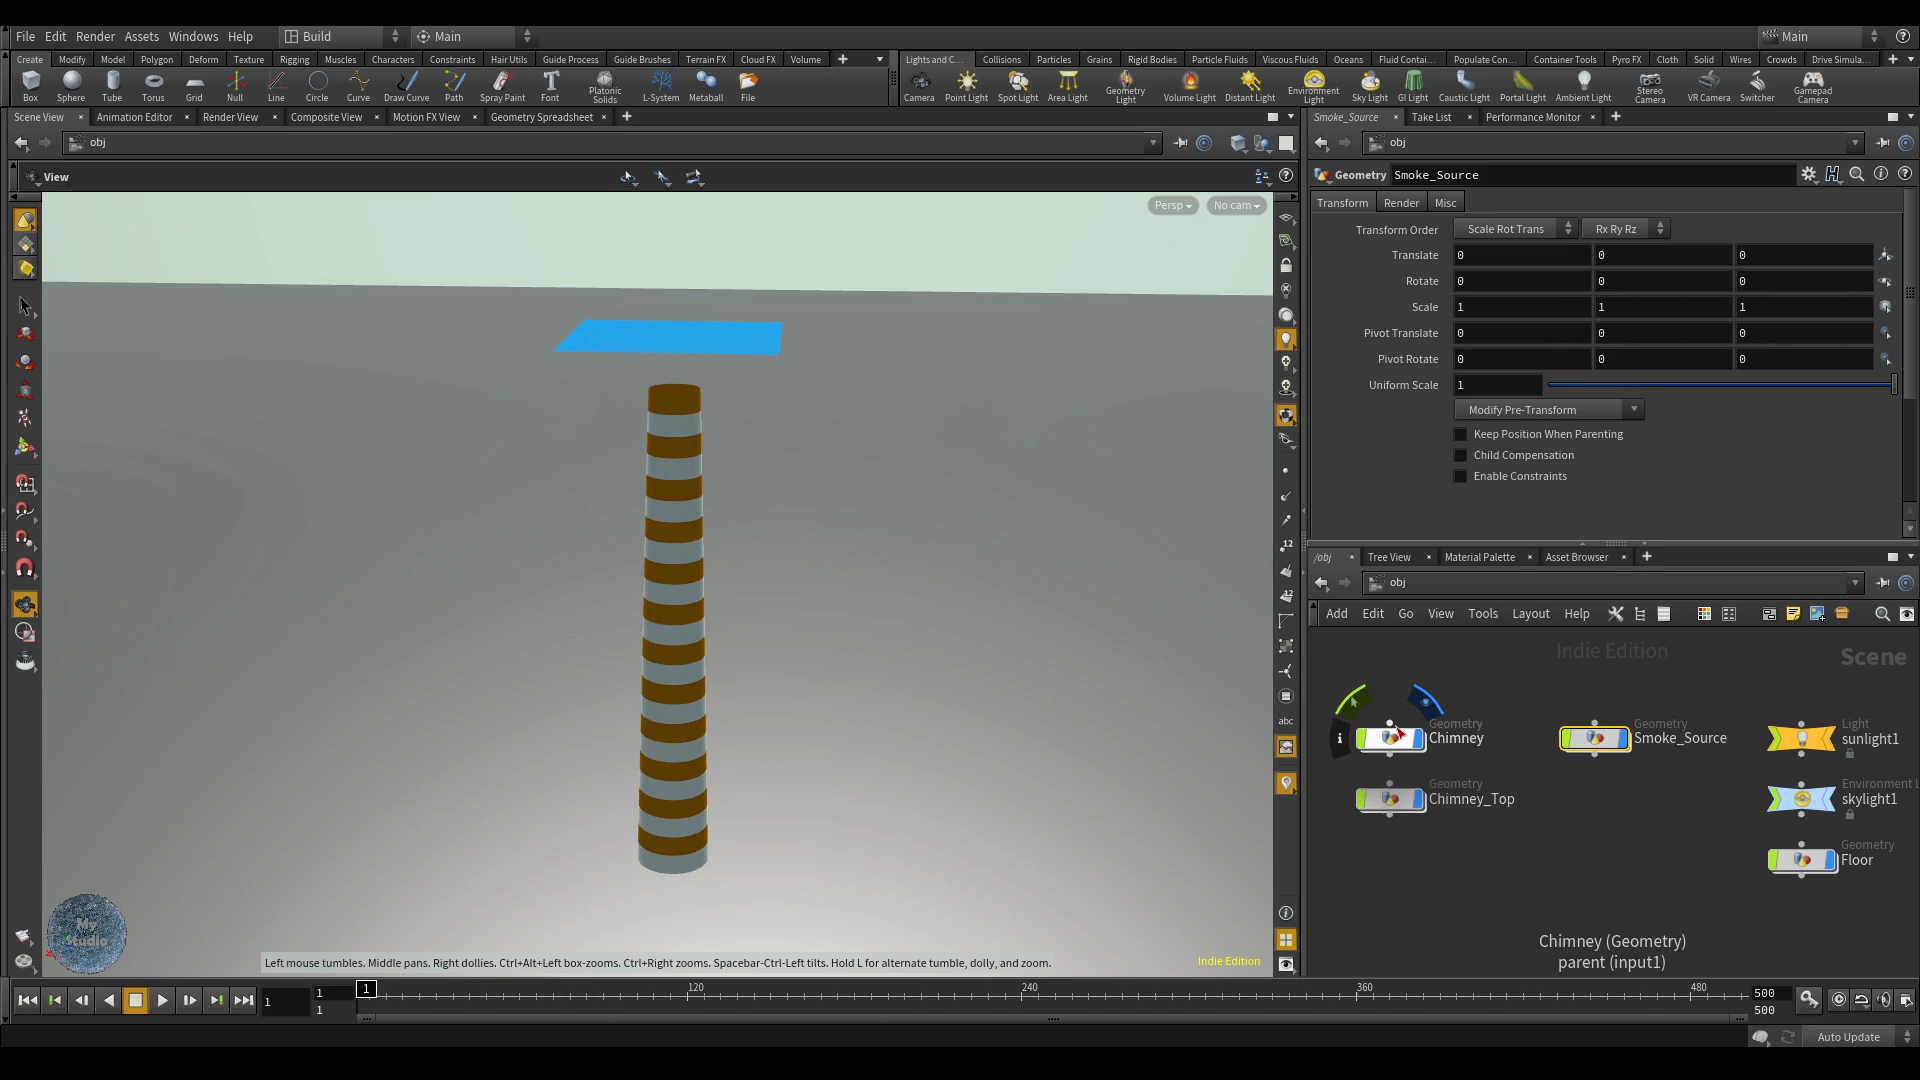 File Edit Render Assets Windows Help Build Main Main
Create Modify Model Polygon Deform Texture Rigging Muscles Characters Constraints Hair Utils Guide Process Guide Brushes Terrain FX Cloud FX Volume
Lights and C... Collisions Particles Grains Rigid Bodies Particle Fluids Viscous Fluids Oceans Fluid Contai... Populate Con... Container Tools Pyro FX Cloth Solid Wires Crowds Drive Simula...
Box Sphere Tube Torus Grid Null Line Circle Curve Draw Curve Path Spray Paint Font Platonic Solids L-System Metaball File
Camera Point Light Spot Light Area Light Geometry Light Volume Light Distant Light Environment Light Sky Light GI Light Caustic Light Portal Light Ambient Light Stereo Camera VR Camera Switcher Gamepad Camera
Scene View Animation Editor Render View Composite View Motion FX View Geometry Spreadsheet
obj
View
Persp No cam
12
12
abc
My
Studio
Left mouse tumbles. Middle pans. Right dollies. Ctrl+Alt+Left box-zooms. Ctrl+Right zooms. Spacebar-Ctrl-Left tilts. Hold L for alternate tumble, dolly, and zoom.
Indie Edition
Smoke_Source Take List Performance Monitor
obj
Geometry Smoke_Source
Transform Render Misc
Transform Order Scale Rot Trans Rx Ry Rz
Translate 0 0 0
Rotate 0 0 0
Scale 1 1 1
Pivot Translate 0 0 0
Pivot Rotate 0 0 0
Uniform Scale 1
Modify Pre-Transform
Keep Position When Parenting
Child Compensation
Enable Constraints
/obj Tree View Material Palette Asset Browser
obj
Add Edit Go View Tools Layout Help
Indie Edition
Scene
Geometry
Chimney
Geometry
Smoke_Source
Light
sunlight1
Geometry
Chimney_Top
Environment L
skylight1
Geometry
Floor
Chimney (Geometry)
parent (input1)
1 1 1 120 240 360 480 500
1 500
Auto Update